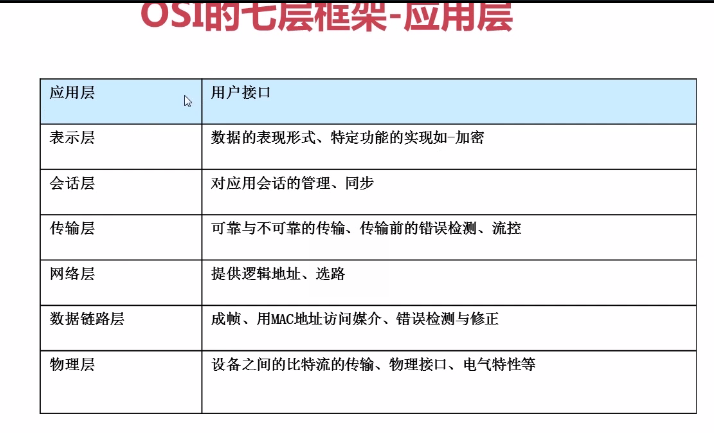 OSI的七层框架-应用层
应用层 用户接口
表示层 数据的表现形式、特定功能的实现如-加密
会话层 对应用会话的管理、同步
传输层 可靠与不可靠的传输、传输前的错误检测、流控
网络层 提供逻辑地址、选路
数据链路层 成帧、用MAC地址访问媒介、错误检测与修正
物理层 设备之间的比特流的传输、物理接口、电气特性等